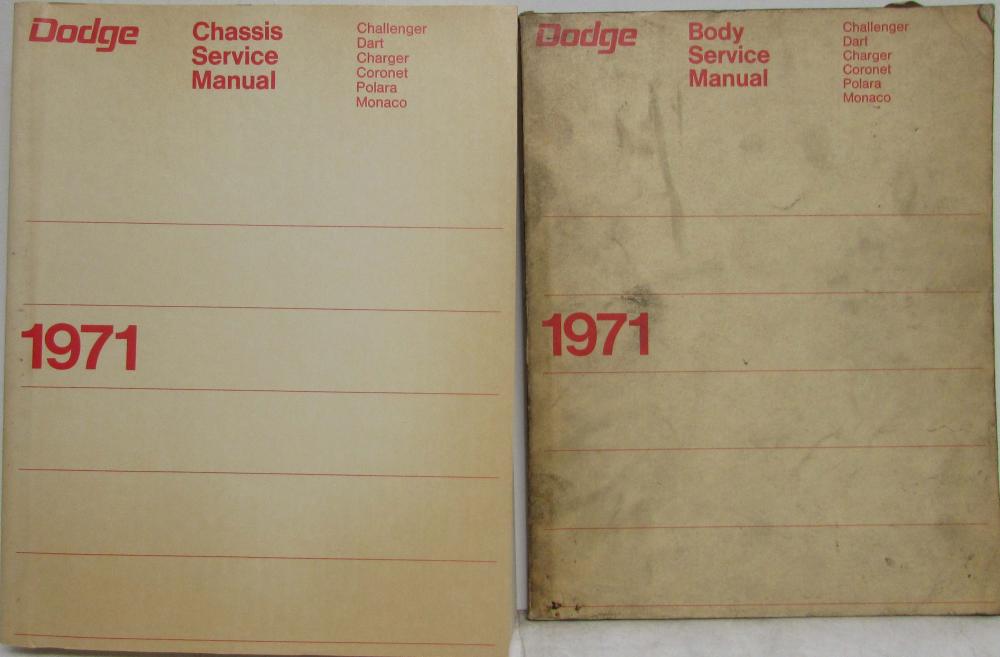 Dodge
Chassis
Service
Manual
Challenger
Dart
Charger
Coronet
Polara
Monaco
1971
Dodge
Body
Service
Manual
Challenger
Dart
Charger
Coronet
Polara
Monaco
1971